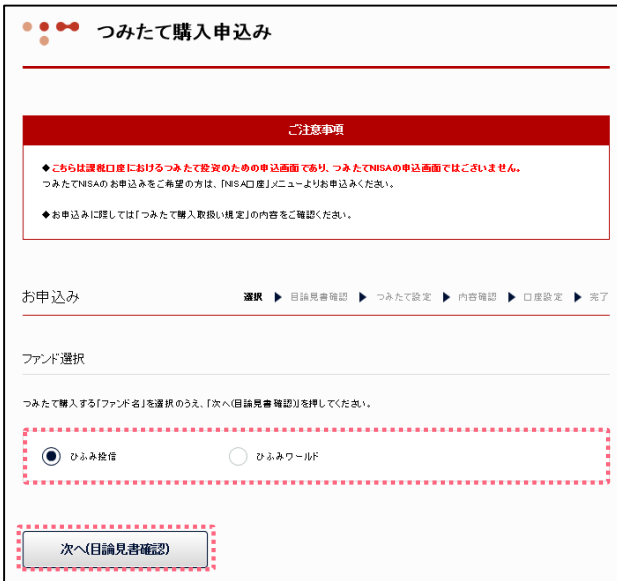 つみたて購入申込み
ご注意事項
◆こちらは課税口座におけるつみたて投資のための申込画面であり、つみたてNISAの申込画面ではございません。
つみたてNISAのお申込みをご希望の方は、「NISA口座」メニューよりお申込みください。
◆お申込みに際しては「つみたて購入取扱い規定」の内容をご確認ください。
お申込み
選択 ▶ 目論見書確認 ▶ つみたて設定 ▶ 内容確認 ▶ 口座設定 ▶ 完了
ファンド選択
つみたて購入する「ファンド名」を選択のうえ、「次へ(目論見書確認)」を押してください。
ひふみ投信 ひふみワールド
次へ(目論見書確認)